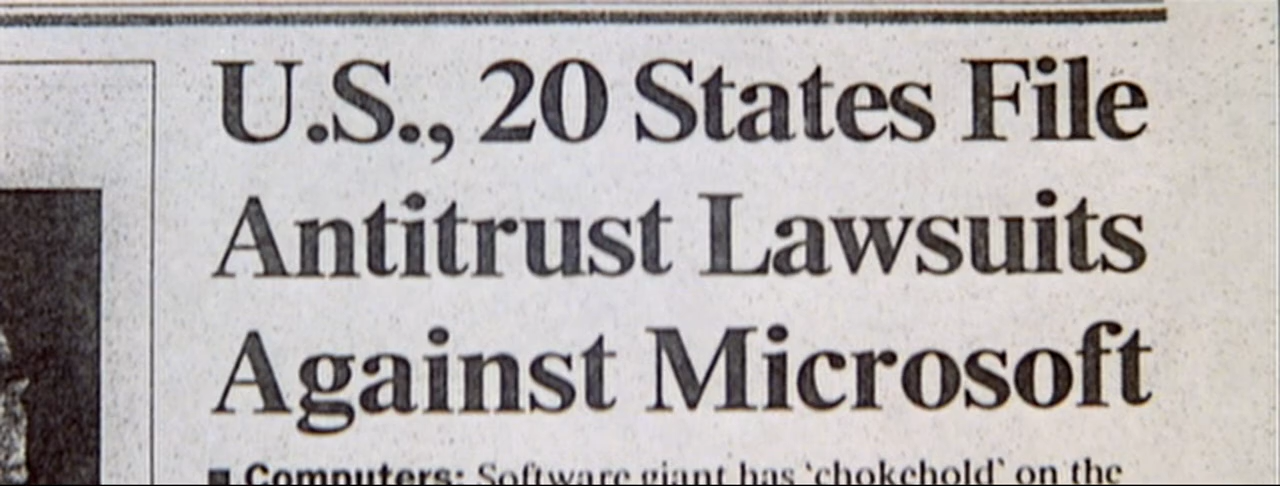 U.S., 20 States File
Antitrust Lawsuits
Against Microsoft
■ Computers: Software giant has ‘chokehold’ on the